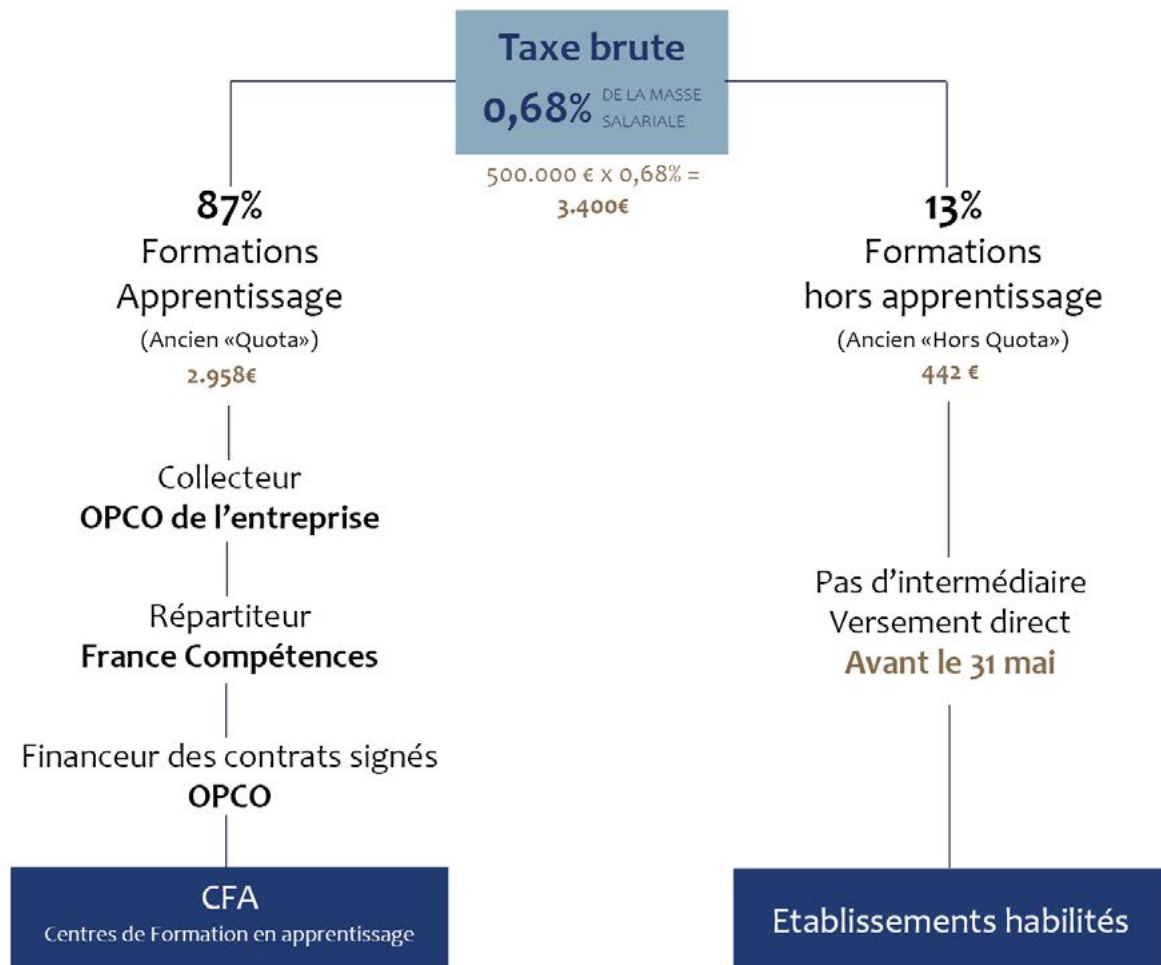 Taxe brute
0,68% DE LA MASSE
SALARIALE
500.000 € x 0,68% =
3.400€
87%
Formations
Apprentissage
(Ancien «Quota»)
2.958€
Collecteur
OPCO de l'entreprise
Répartiteur
France Compétences
Financeur des contrats signés
OPCO
CFA
Centres de Formation en apprentissage
13%
Formations
hors apprentissage
(Ancien «Hors Quota»)
442 €
Pas d'intermédiaire
Versement direct
Avant le 31 mai
Etablissements habilités